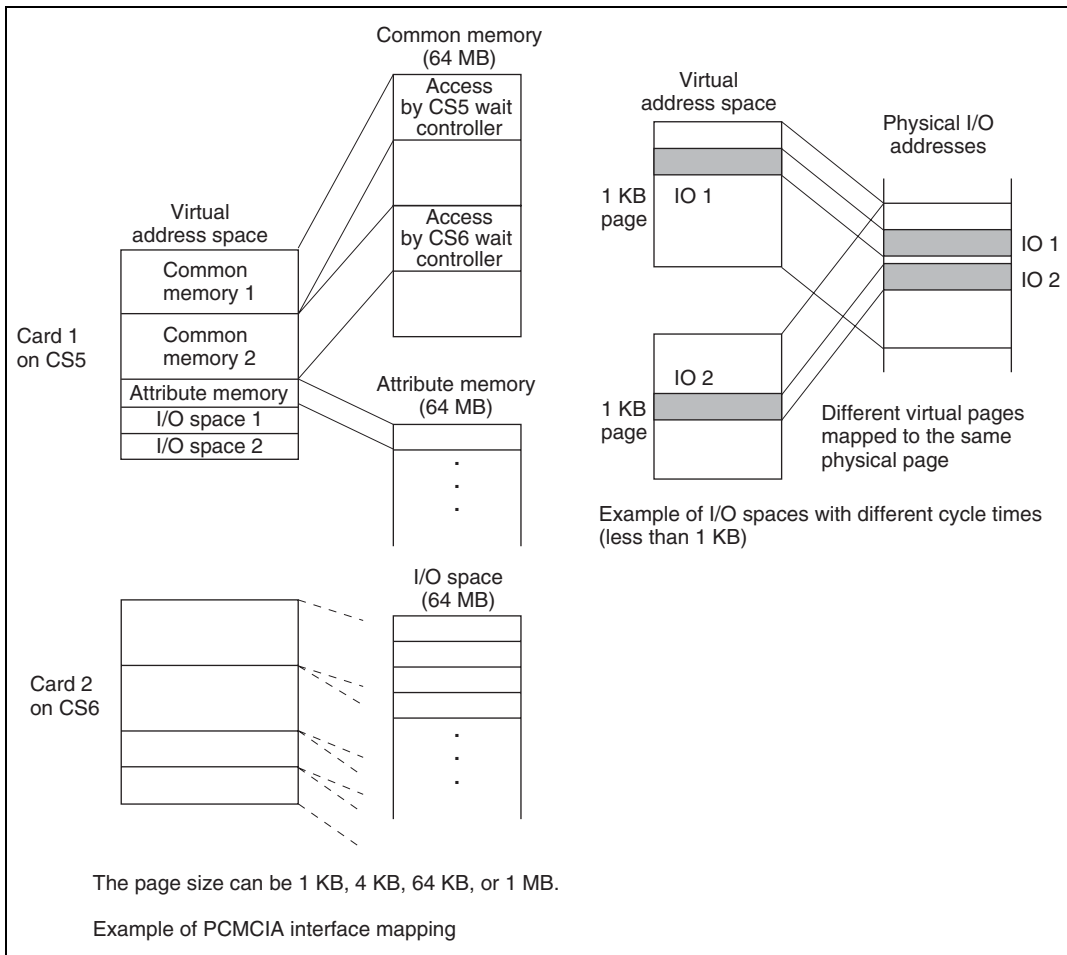 Common memory
(64 MB)
Access
by CS5 wait
controller
Access
by CS6 wait
controller
Virtual
address space
Common
memory 1
Common
memory 2
Attribute memory
I/O space 1
I/O space 2
Card 1
on CS5
Attribute memory
(64 MB)
.
.
.
I/O space
(64 MB)
.
.
.
Card 2
on CS6
Virtual
address space
1 KB
page
IO 1
Physical I/O
addresses
IO 1
IO 2
1 KB
page
IO 2
Different virtual pages
mapped to the same
physical page
Example of I/O spaces with different cycle times
(less than 1 KB)
The page size can be 1 KB, 4 KB, 64 KB, or 1 MB.
Example of PCMCIA interface mapping